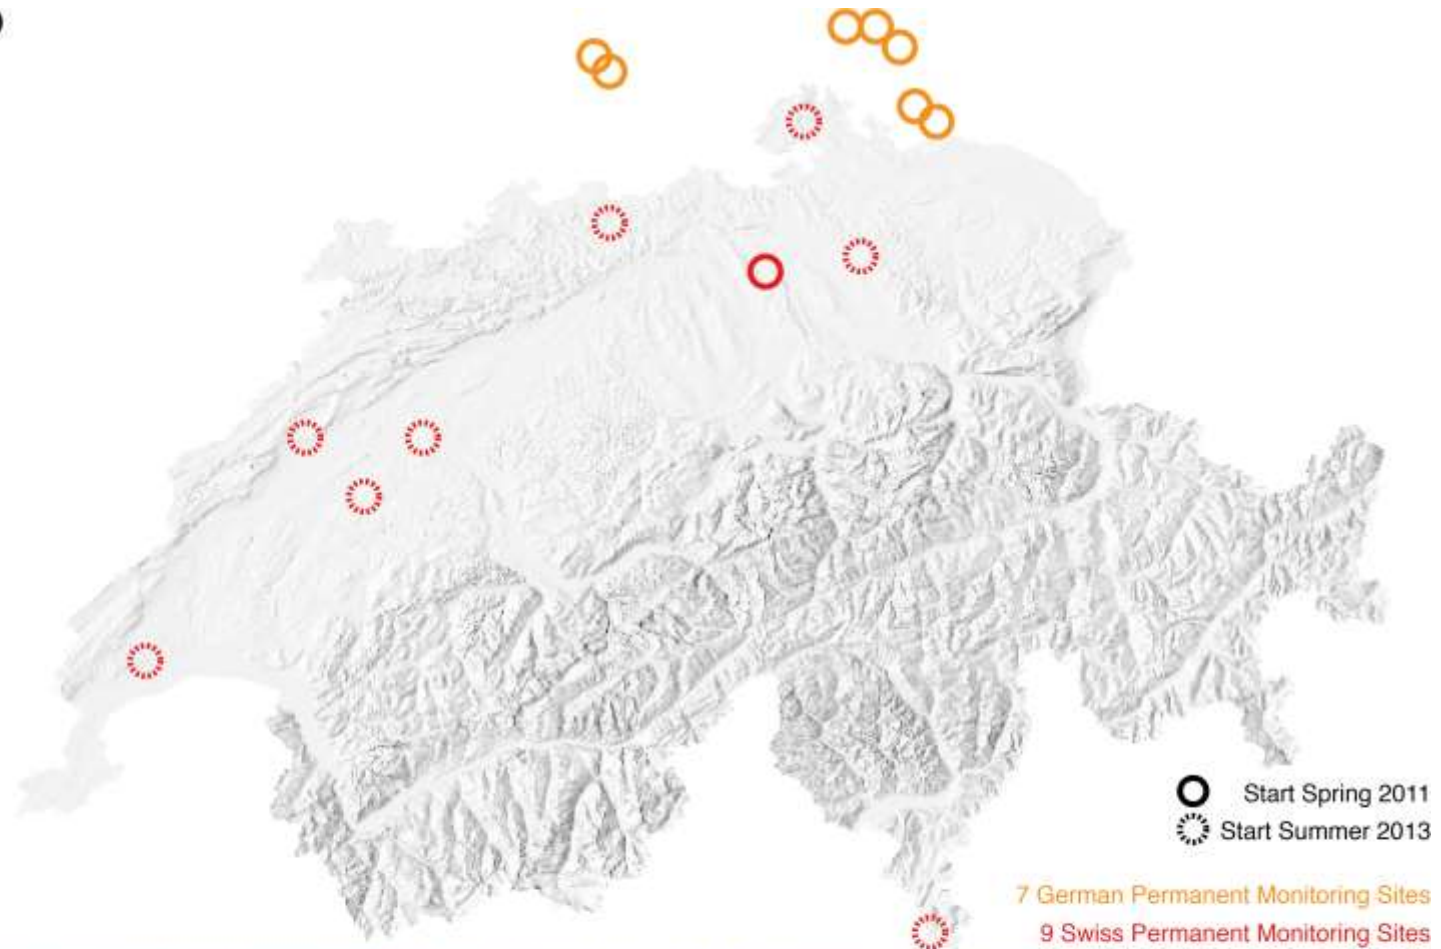 )
Start Spring 2011
Start Summer 2013
7 German Permanent Monitoring Sites
9 Swiss Permanent Monitoring Sites